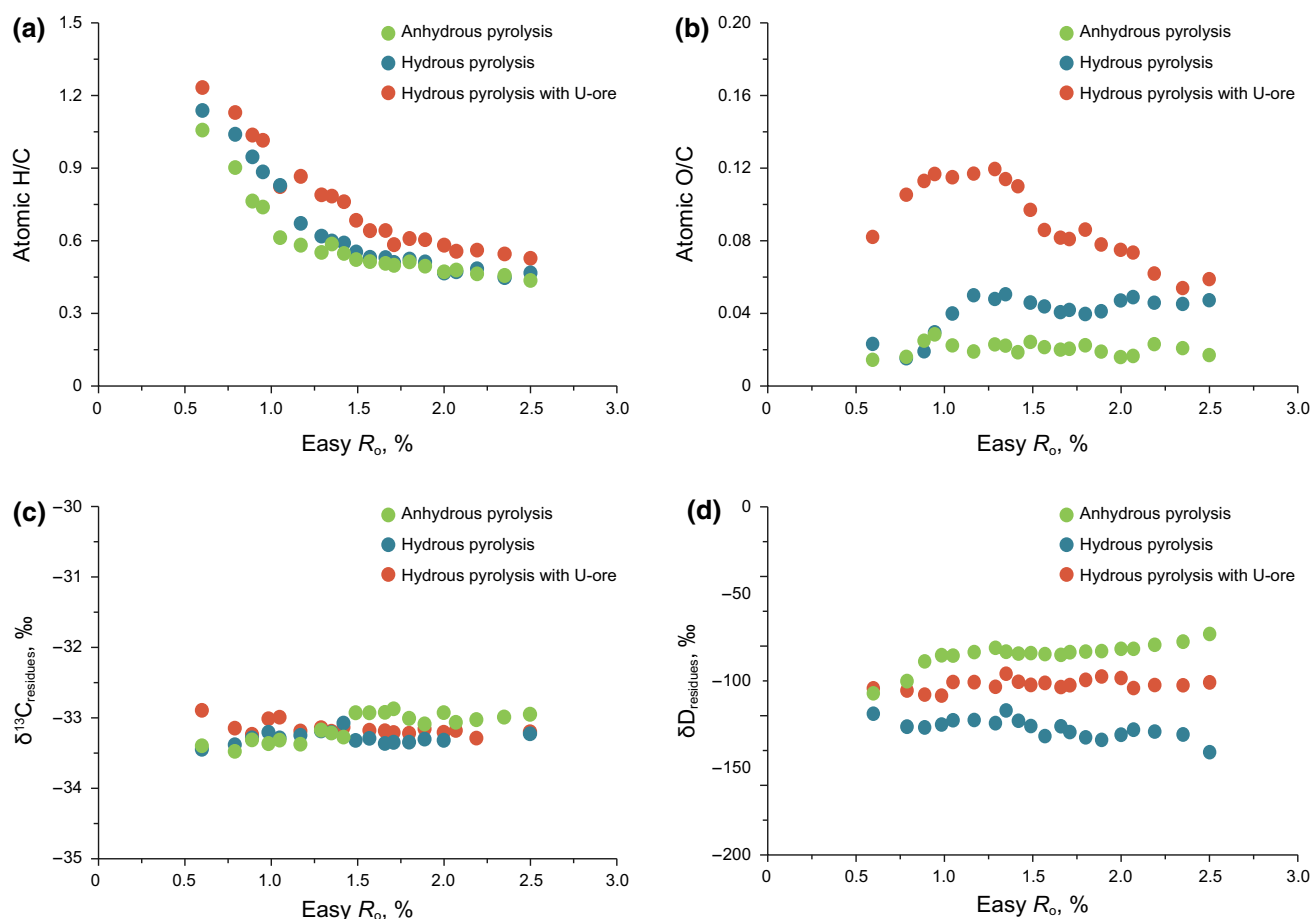 (a)
Anhydrous pyrolysis
Hydrous pyrolysis
Hydrous pyrolysis with U-ore
Atomic H/C
1.5
1.2
0.9
0.6
0.3
0
0
0.5
1.0
1.5
2.0
2.5
3.0
Easy Rₒ, %
(b)
Anhydrous pyrolysis
Hydrous pyrolysis
Hydrous pyrolysis with U-ore
Atomic O/C
0.20
0.16
0.12
0.08
0.04
0
0
0.5
1.0
1.5
2.0
2.5
3.0
Easy Rₒ, %
(c)
Anhydrous pyrolysis
Hydrous pyrolysis
Hydrous pyrolysis with U-ore
δ¹³Cresidues, ‰
−30
−31
−32
−33
−34
−35
0
0.5
1.0
1.5
2.0
2.5
3.0
Easy Rₒ, %
(d)
Anhydrous pyrolysis
Hydrous pyrolysis
Hydrous pyrolysis with U-ore
δDresidues, ‰
0
−50
−100
−150
−200
0
0.5
1.0
1.5
2.0
2.5
3.0
Easy Rₒ, %